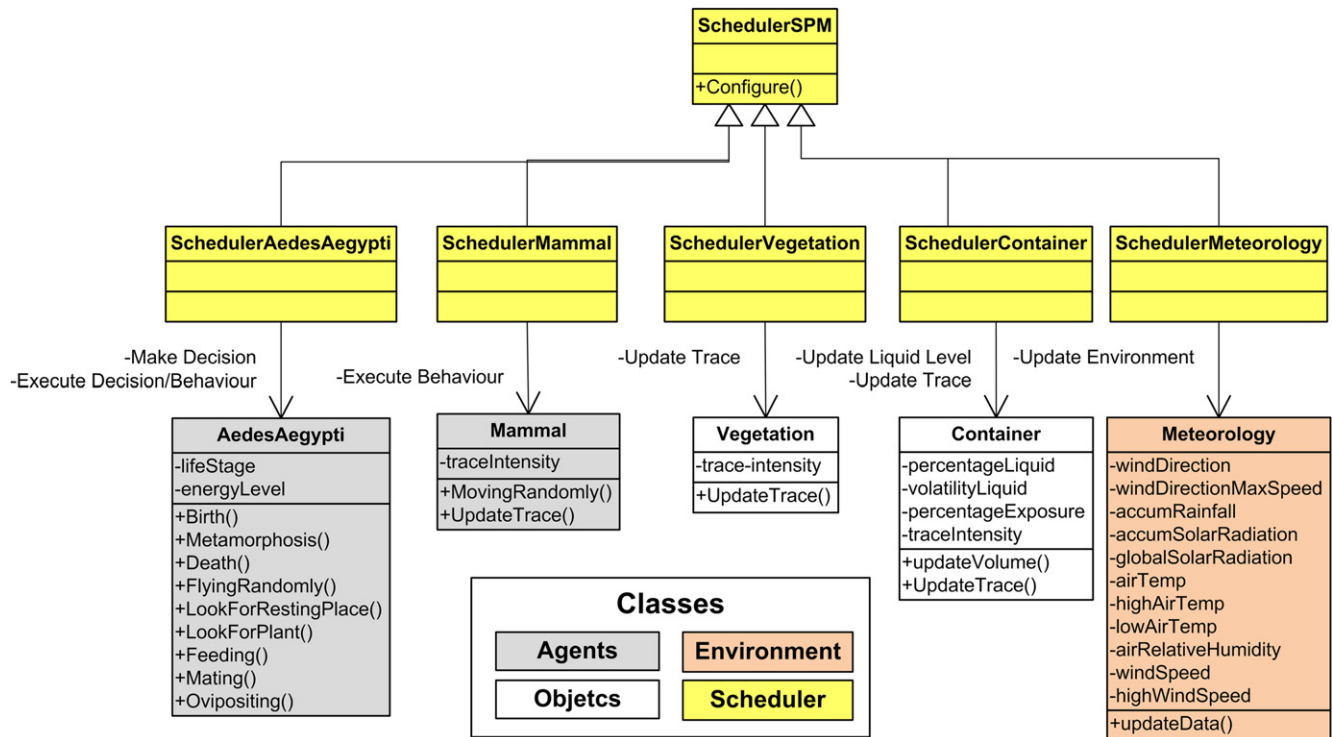 SchedulerSPM
+Configure()
SchedulerAedesAegypti
SchedulerMammal
SchedulerVegetation
SchedulerContainer
SchedulerMeteorology
-Make Decision
-Execute Decision/Behaviour
-Execute Behaviour
-Update Trace
-Update Liquid Level
-Update Trace
-Update Environment
AedesAegypti
-lifeStage
-energyLevel
+Birth()
+Metamorphosis()
+Death()
+FlyingRandomly()
+LookForRestingPlace()
+LookForPlant()
+Feeding()
+Mating()
+Ovipositing()
Mammal
-traceIntensity
+MovingRandomly()
+UpdateTrace()
Vegetation
-trace-intensity
+UpdateTrace()
Container
-percentageLiquid
-volatilityLiquid
-percentageExposure
-traceIntensity
+updateVolume()
+UpdateTrace()
Meteorology
-windDirection
-windDirectionMaxSpeed
-accumRainfall
-accumSolarRadiation
-globalSolarRadiation
-airTemp
-highAirTemp
-lowAirTemp
-airRelativeHumidity
-windSpeed
-highWindSpeed
+updateData()
Classes
Agents
Environment
Objetcs
Scheduler